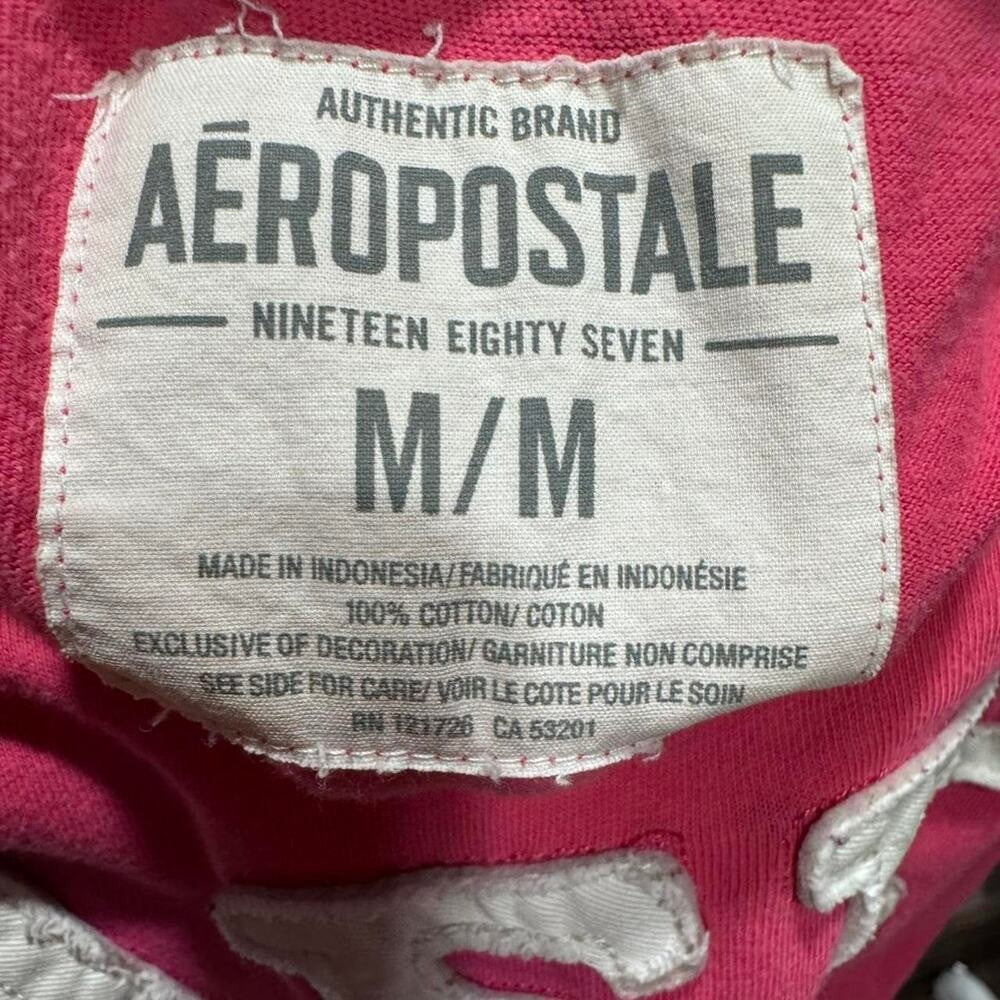 AUTHENTIC BRAND
AĒROPOSTALE
NINETEEN EIGHTY SEVEN
M/M
MADE IN INDONESIA/FABRIQUÉ EN INDONÉSIE
100% COTTON/ COTON
EXCLUSIVE OF DECORATION/ GARNITURE NON COMPRISE
SEE SIDE FOR CARE/ VOIR LE COTE POUR LE SOIN
RN 121726 CA 53201